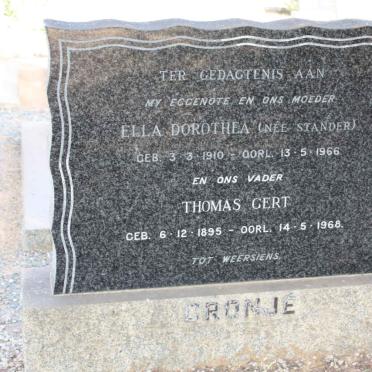 TER GEDAGTENIS AAN
MY EGGENOTE EN ONS MOEDER
ELLA DOROTHEA (NÉE STANDER)
GEB. 3·3·1910 – OORL. 13·5·1966
EN ONS VADER
THOMAS GERT
GEB. 6·12·1895 – OORL. 14·5·1968.
TOT WEERSIENS.
CRONJÉ